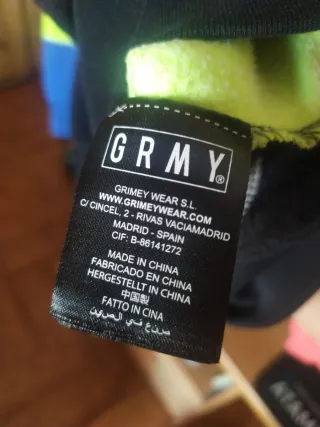 GRMY®
GRIMEY WEAR S.L.
WWW.GRIMEYWEAR.COM
C/ CINCEL, 2 - RIVAS VACIAMADRID
MADRID - SPAIN
CIF: B-86141272
MADE IN CHINA
FABRICADO EN CHINA
HERGESTELLT IN CHINA
中国製
FATTO IN CINA
صنع في الصين
ATAM